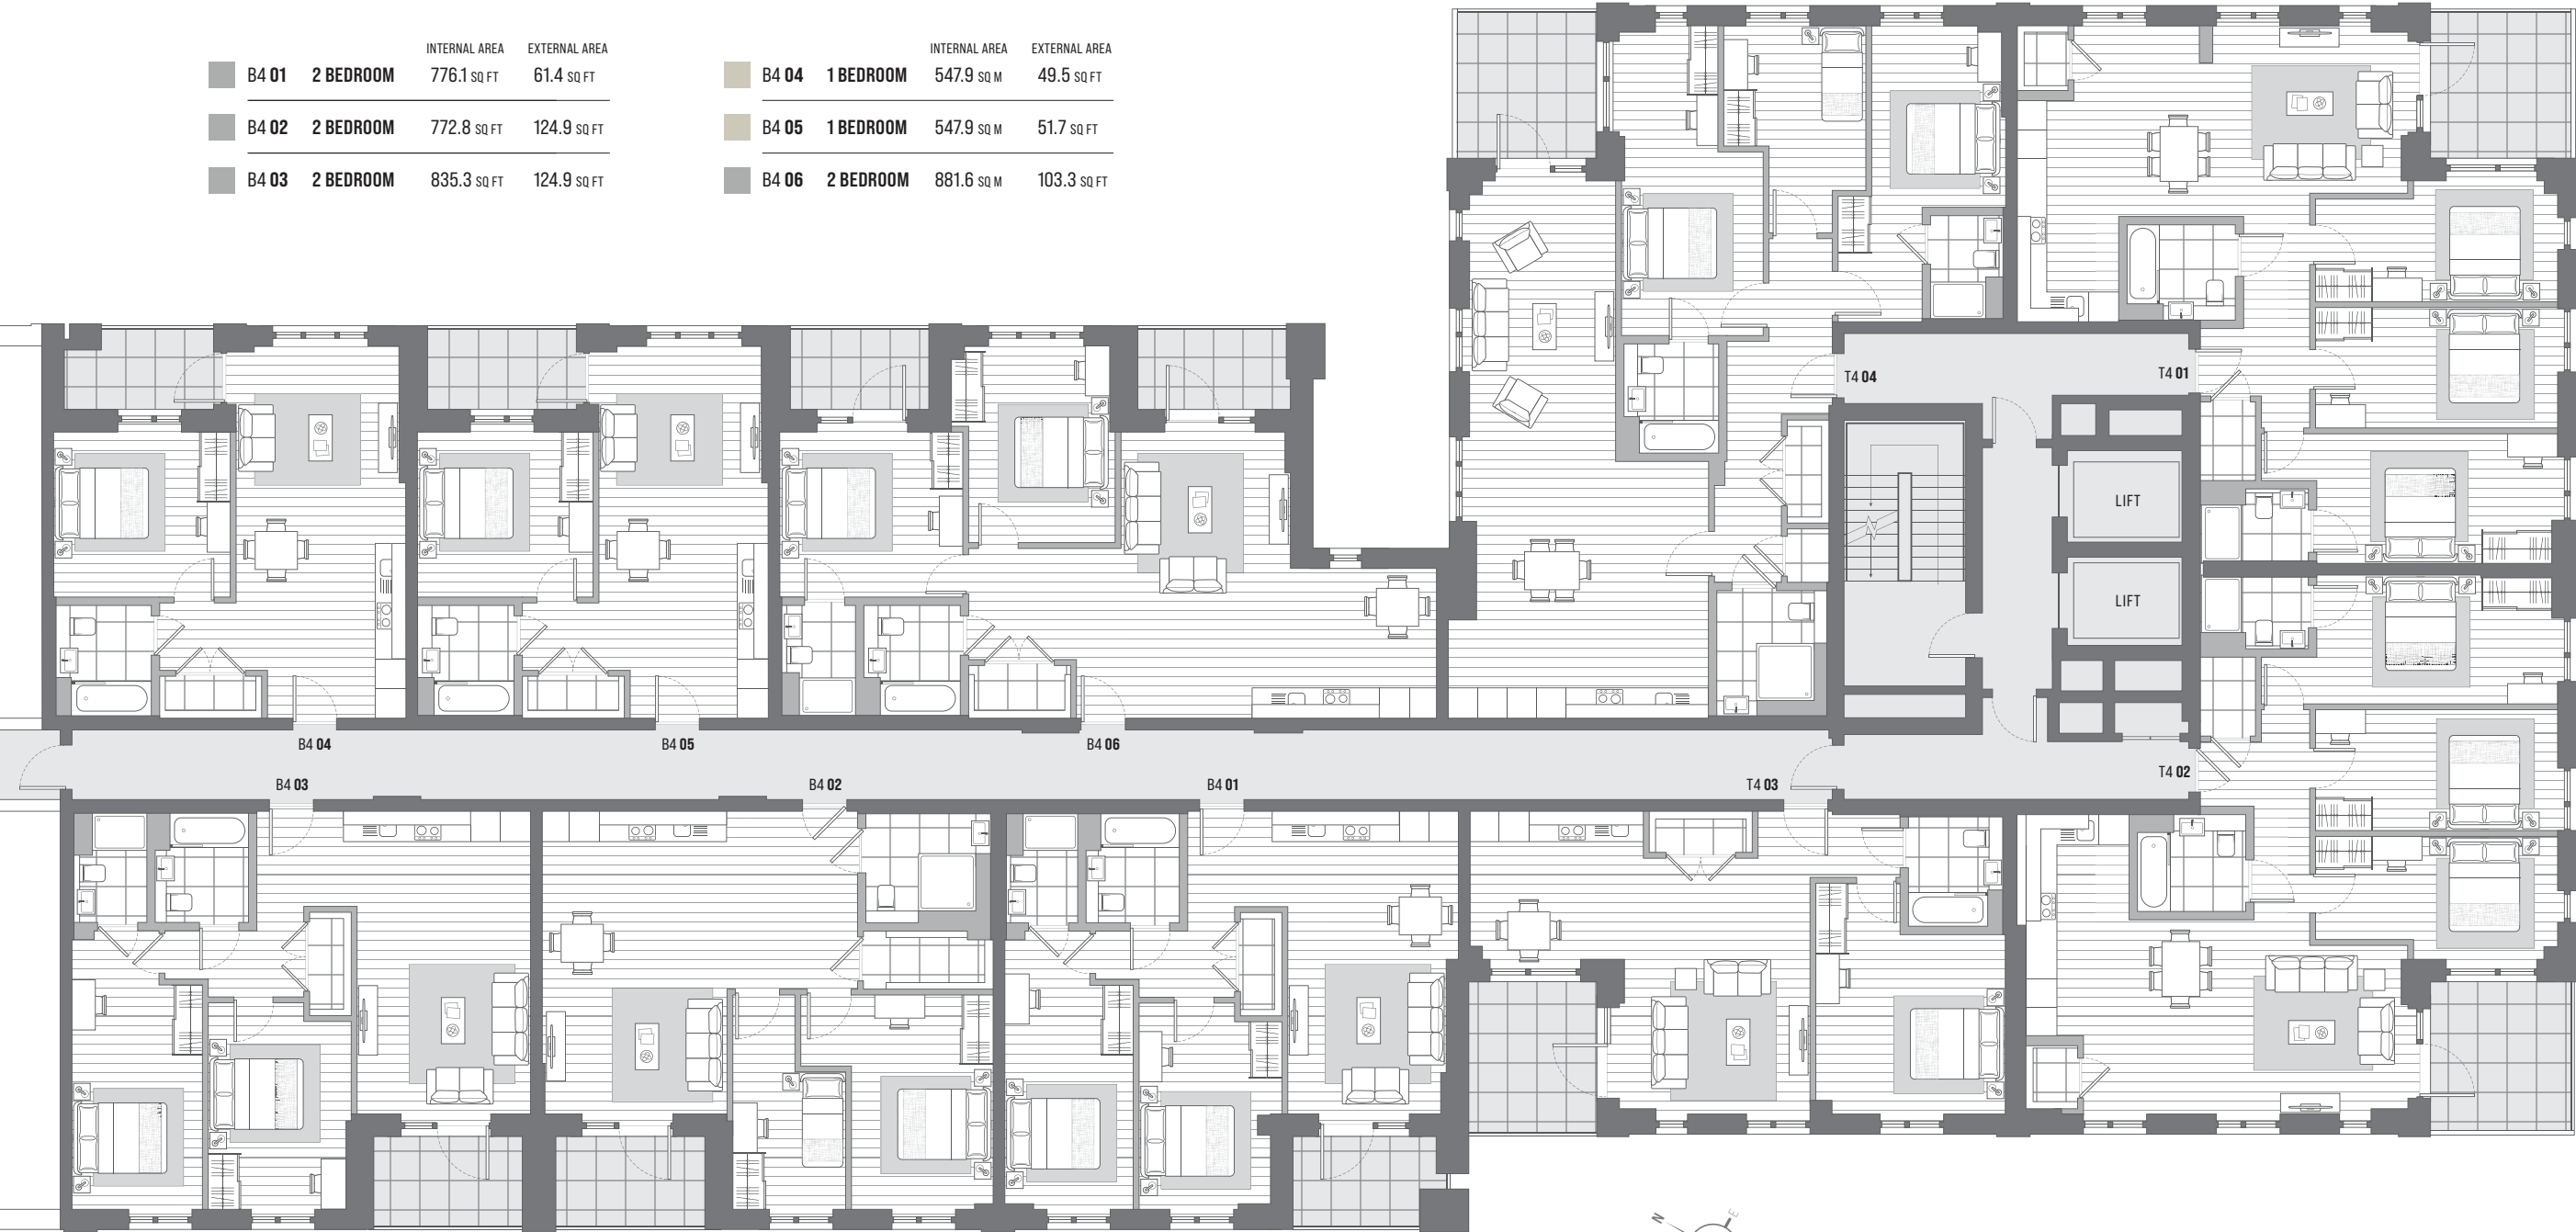 INTERNAL AREA EXTERNAL AREA
B4 01 2 BEDROOM 776.1 SQ FT 61.4 SQ FT
B4 02 2 BEDROOM 772.8 SQ FT 124.9 SQ FT
B4 03 2 BEDROOM 835.3 SQ FT 124.9 SQ FT
INTERNAL AREA EXTERNAL AREA
B4 04 1 BEDROOM 547.9 SQ M 49.5 SQ FT
B4 05 1 BEDROOM 547.9 SQ M 51.7 SQ FT
B4 06 2 BEDROOM 881.6 SQ M 103.3 SQ FT
T4 04
T4 01
LIFT
LIFT
B4 04
B4 05
B4 06
B4 03
B4 02
B4 01
T4 03
T4 02
N
E